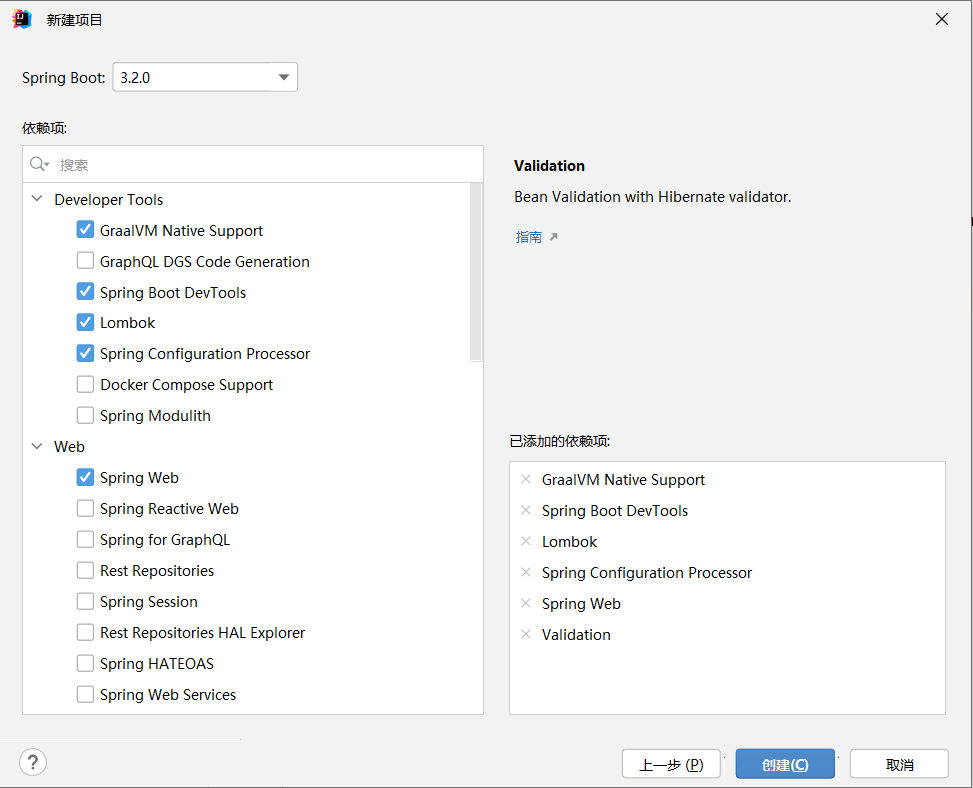 新建项目
Spring Boot: 3.2.0
依赖项:
搜索
Developer Tools
GraalVM Native Support
GraphQL DGS Code Generation
Spring Boot DevTools
Lombok
Spring Configuration Processor
Docker Compose Support
Spring Modulith
Web
Spring Web
Spring Reactive Web
Spring for GraphQL
Rest Repositories
Spring Session
Rest Repositories HAL Explorer
Spring HATEOAS
Spring Web Services
Validation
Bean Validation with Hibernate validator.
指南
已添加的依赖项:
GraalVM Native Support
Spring Boot DevTools
Lombok
Spring Configuration Processor
Spring Web
Validation
?
上一步 (P)
创建(C)
取消